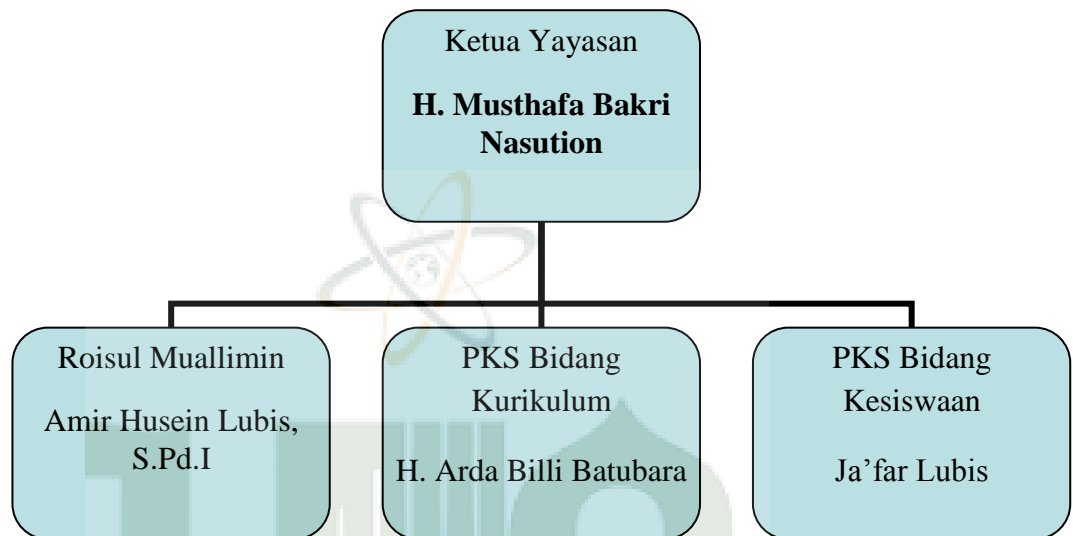 Ketua Yayasan
H. Musthafa Bakri
Nasution
Roisul Muallimin
Amir Husein Lubis,
S.Pd.I
PKS Bidang
Kurikulum
H. Arda Billi Batubara
PKS Bidang
Kesiswaan
Ja’far Lubis